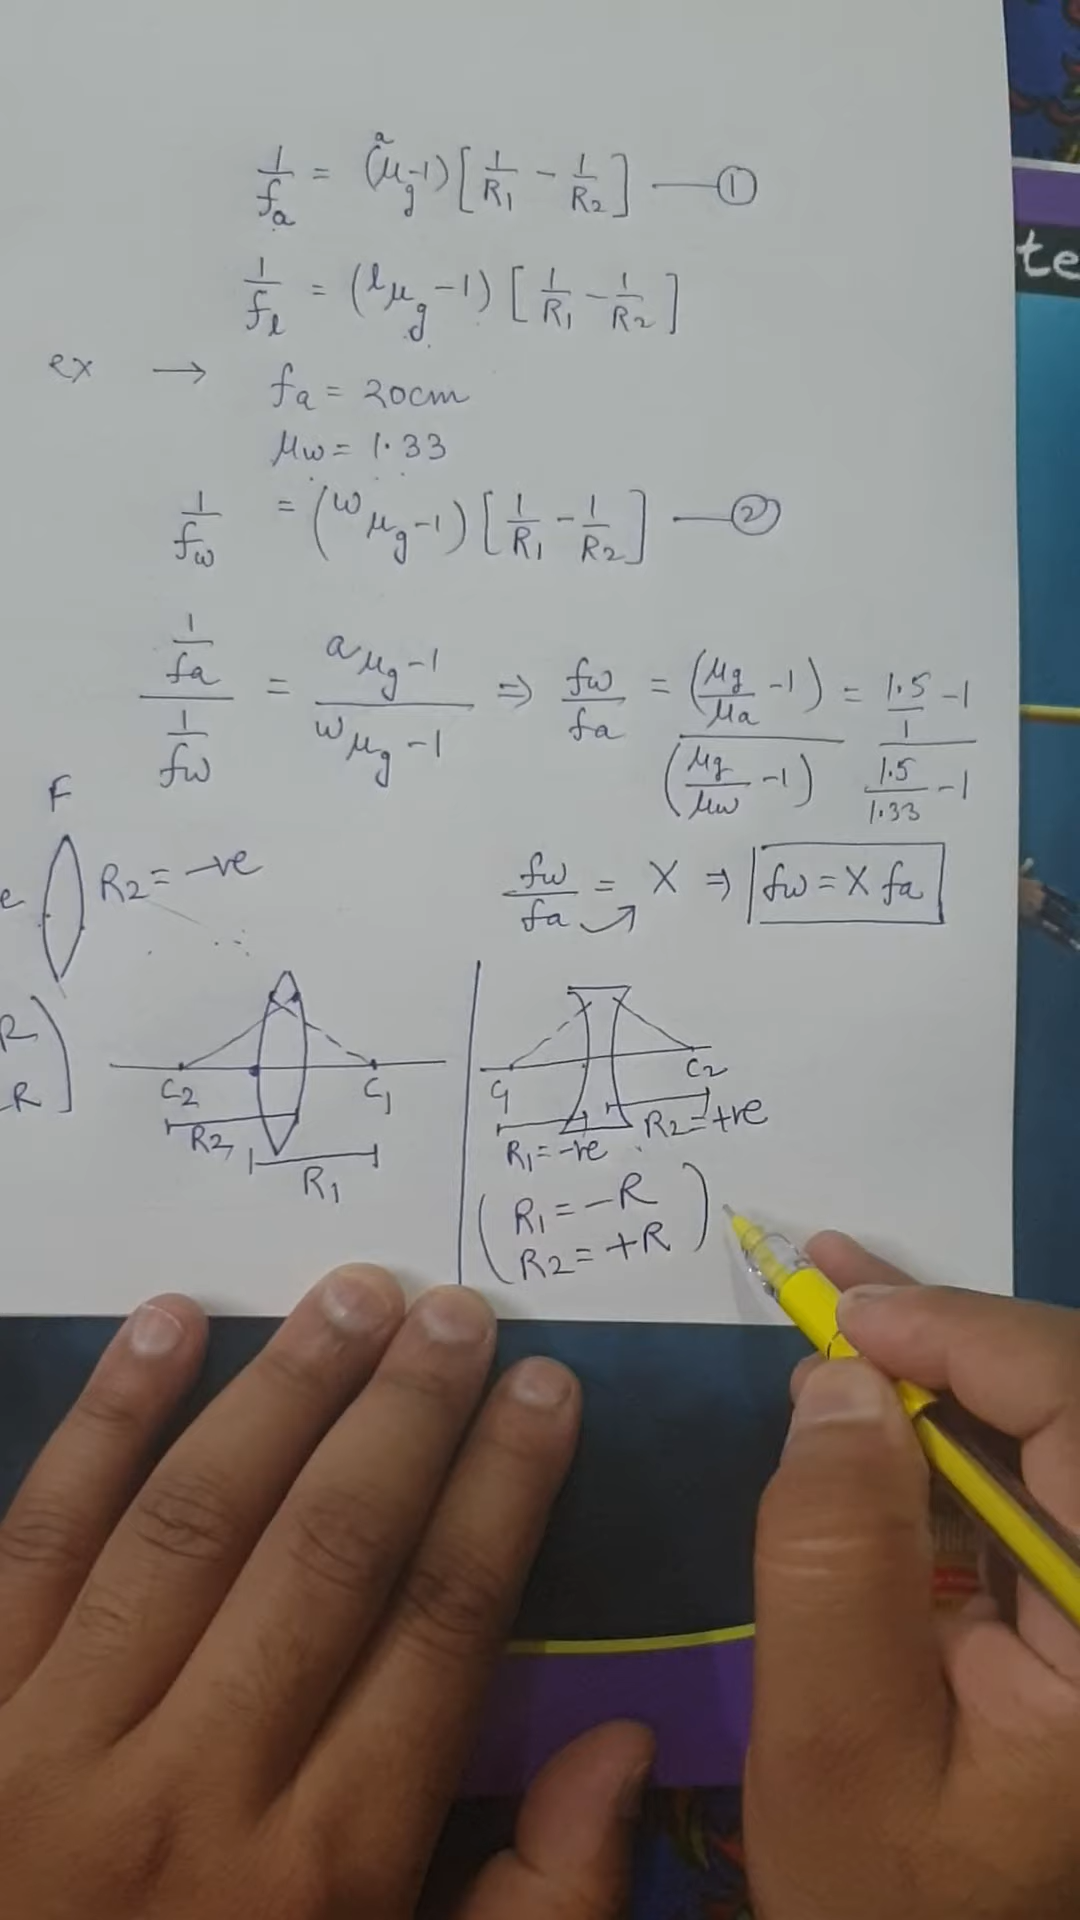 1/fa = (aμg-1) [1/R1 - 1/R2] — ①
1/fl = (lμg-1) [1/R1 - 1/R2]
ex → fa = 20cm
μw = 1.33
1/fw = (wμg-1) [1/R1 - 1/R2] — ②
(1/fa)/(1/fw) = (aμg-1)/(wμg-1) ⇒ fw/fa = (μg/μa -1)/(μg/μw -1) = (1.5/1 -1)/(1.5/1.33 -1)
fw/fa = X ⇒ fw = X fa
F
e R2 = -ve
R
-R
C2 C1
R2
R1
C1 C2
R1 = -ve R2 = +ve
(R1 = -R
R2 = +R)
te